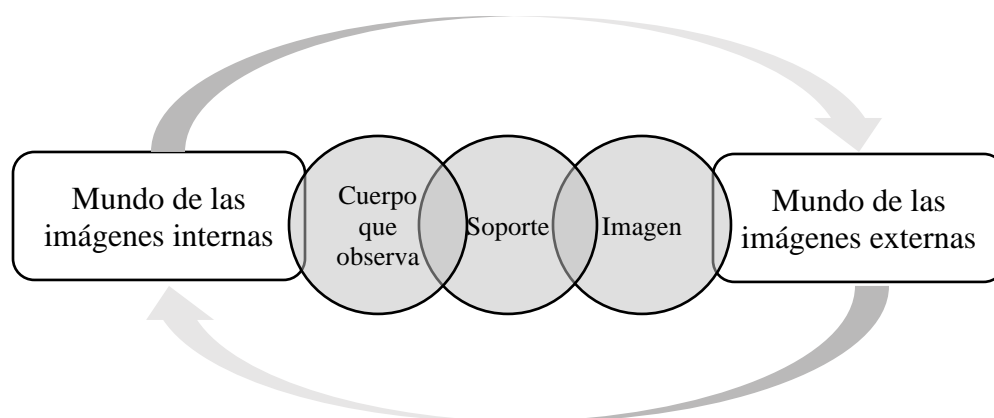 Mundo de las
imágenes internas
Cuerpo
que
observa
Soporte
Imagen
Mundo de las
imágenes externas